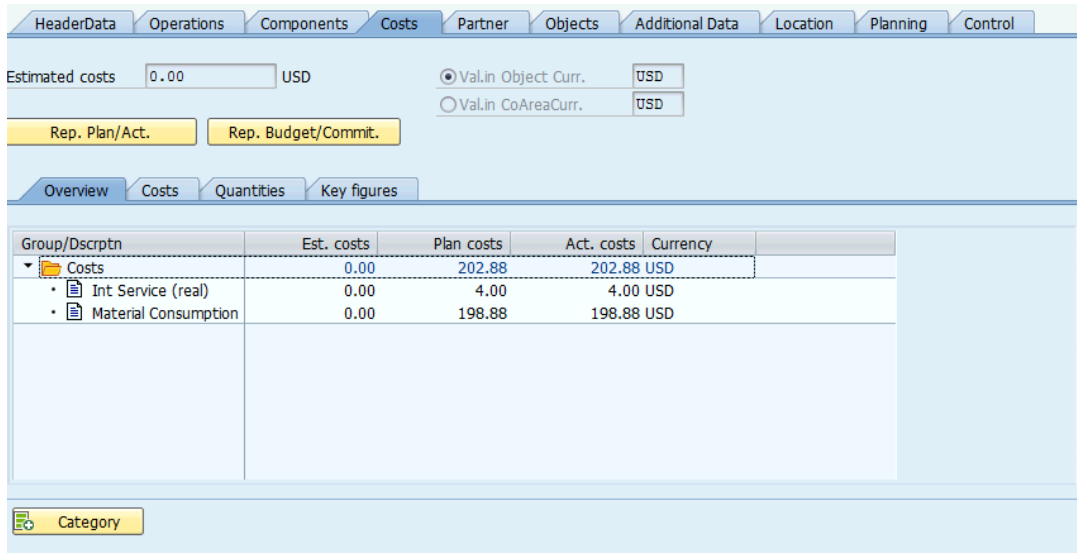 HeaderData Operations Components Costs Partner Objects Additional Data Location Planning Control
Estimated costs 0.00 USD Val.in Object Curr. USD
Val.in CoAreaCurr. USD
Rep. Plan/Act. Rep. Budget/Commit.
Overview Costs Quantities Key figures
Group/Dscrptn Est. costs Plan costs Act. costs Currency
Costs 0.00 202.88 202.88 USD
Int Service (real) 0.00 4.00 4.00 USD
Material Consumption 0.00 198.88 198.88 USD
Category